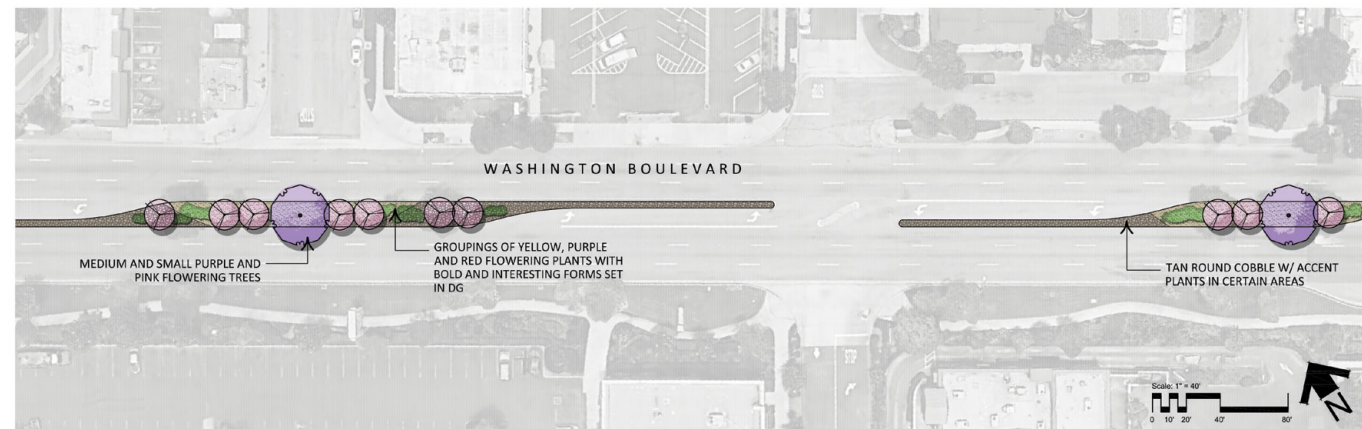 WASHINGTON BOULEVARD
MEDIUM AND SMALL PURPLE AND
PINK FLOWERING TREES
GROUPINGS OF YELLOW, PURPLE
AND RED FLOWERING PLANTS WITH
BOLD AND INTERESTING FORMS SET
IN DG
TAN ROUND COBBLE W/ ACCENT
PLANTS IN CERTAIN AREAS
STOP
Scale: 1" = 40'
0 10' 20' 40' 80'
N